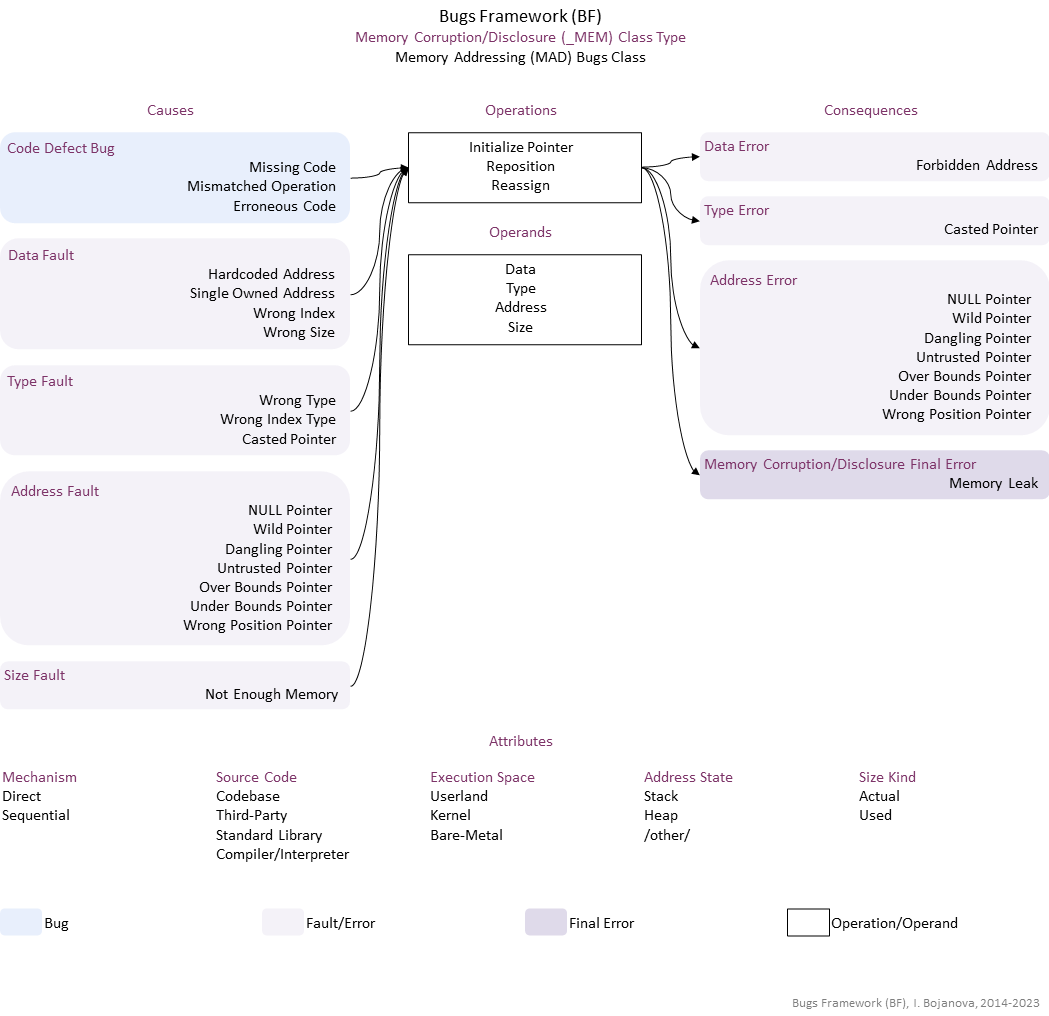 Bugs Framework (BF)
Memory Corruption/Disclosure (_MEM) Class Type
Memory Addressing (MAD) Bugs Class
Causes
Code Defect Bug
Missing Code
Mismatched Operation
Erroneous Code
Data Fault
Hardcoded Address
Single Owned Address
Wrong Index
Wrong Size
Type Fault
Wrong Type
Wrong Index Type
Casted Pointer
Address Fault
NULL Pointer
Wild Pointer
Dangling Pointer
Untrusted Pointer
Over Bounds Pointer
Under Bounds Pointer
Wrong Position Pointer
Size Fault
Not Enough Memory
Operations
Initialize Pointer
Reposition
Reassign
Operands
Data
Type
Address
Size
Consequences
Data Error
Forbidden Address
Type Error
Casted Pointer
Address Error
NULL Pointer
Wild Pointer
Dangling Pointer
Untrusted Pointer
Over Bounds Pointer
Under Bounds Pointer
Wrong Position Pointer
Memory Corruption/Disclosure Final Error
Memory Leak
Attributes
Mechanism
Direct
Sequential
Source Code
Codebase
Third-Party
Standard Library
Compiler/Interpreter
Execution Space
Userland
Kernel
Bare-Metal
Address State
Stack
Heap
/other/
Size Kind
Actual
Used
Bug
Fault/Error
Final Error
Operation/Operand
Bugs Framework (BF), I. Bojanova, 2014-2023